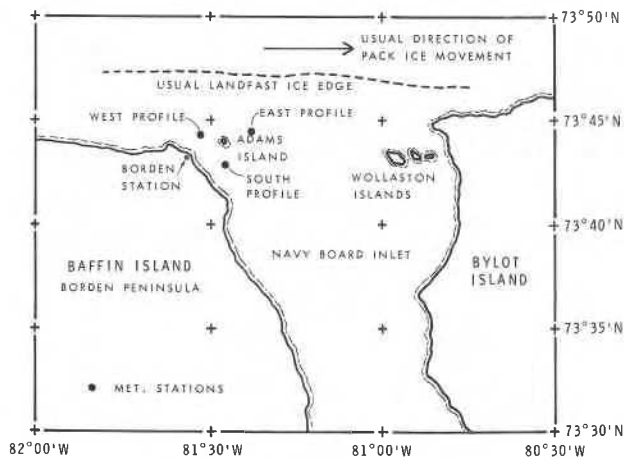 73°50'N
USUAL DIRECTION OF
PACK ICE MOVEMENT
USUAL LANDFAST ICE EDGE
WEST PROFILE
EAST PROFILE
73°45'N
ADAMS
ISLAND
BORDEN
STATION
SOUTH
PROFILE
WOLLASTON
ISLANDS
73°40'N
NAVY BOARD INLET
BAFFIN ISLAND
BORDEN PENINSULA
BYLOT
ISLAND
73°35'N
MET. STATIONS
73°30'N
82°00'W
81°30'W
81°00'W
80°30'W